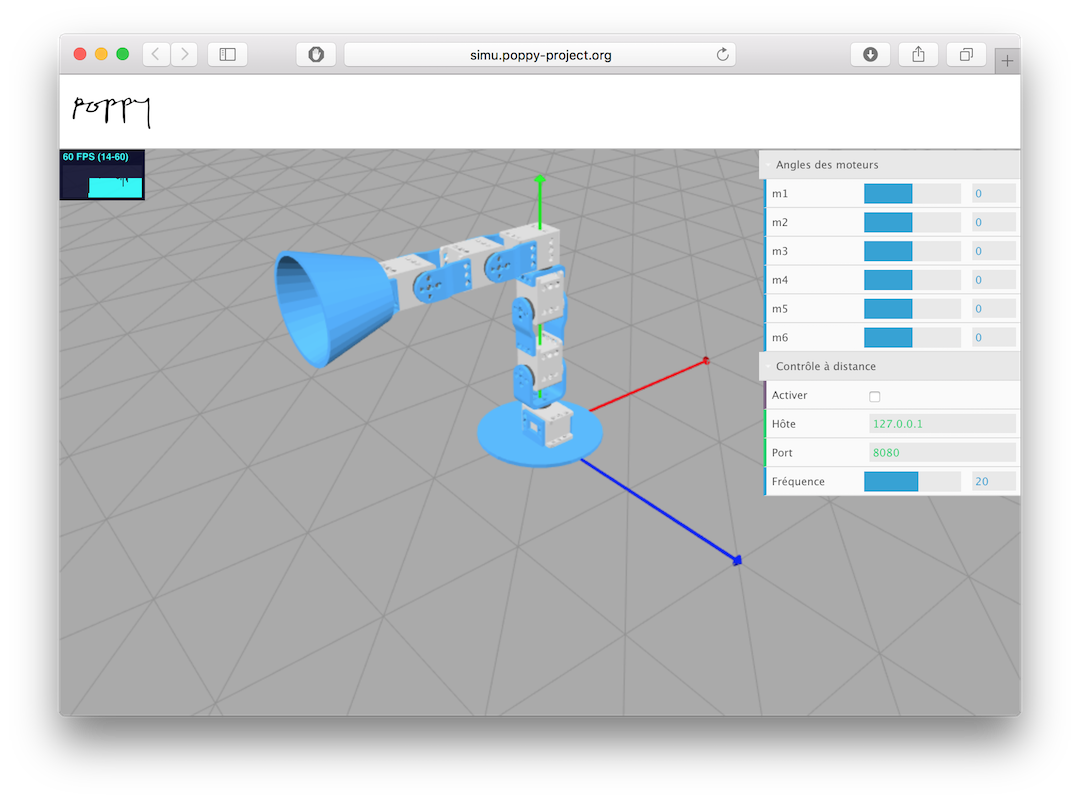 simu.poppy-project.org
poppy
60 FPS (14-60)
Angles des moteurs
m1 0
m2 0
m3 0
m4 0
m5 0
m6 0
Contrôle à distance
Activer
Hôte 127.0.0.1
Port 8080
Fréquence 20